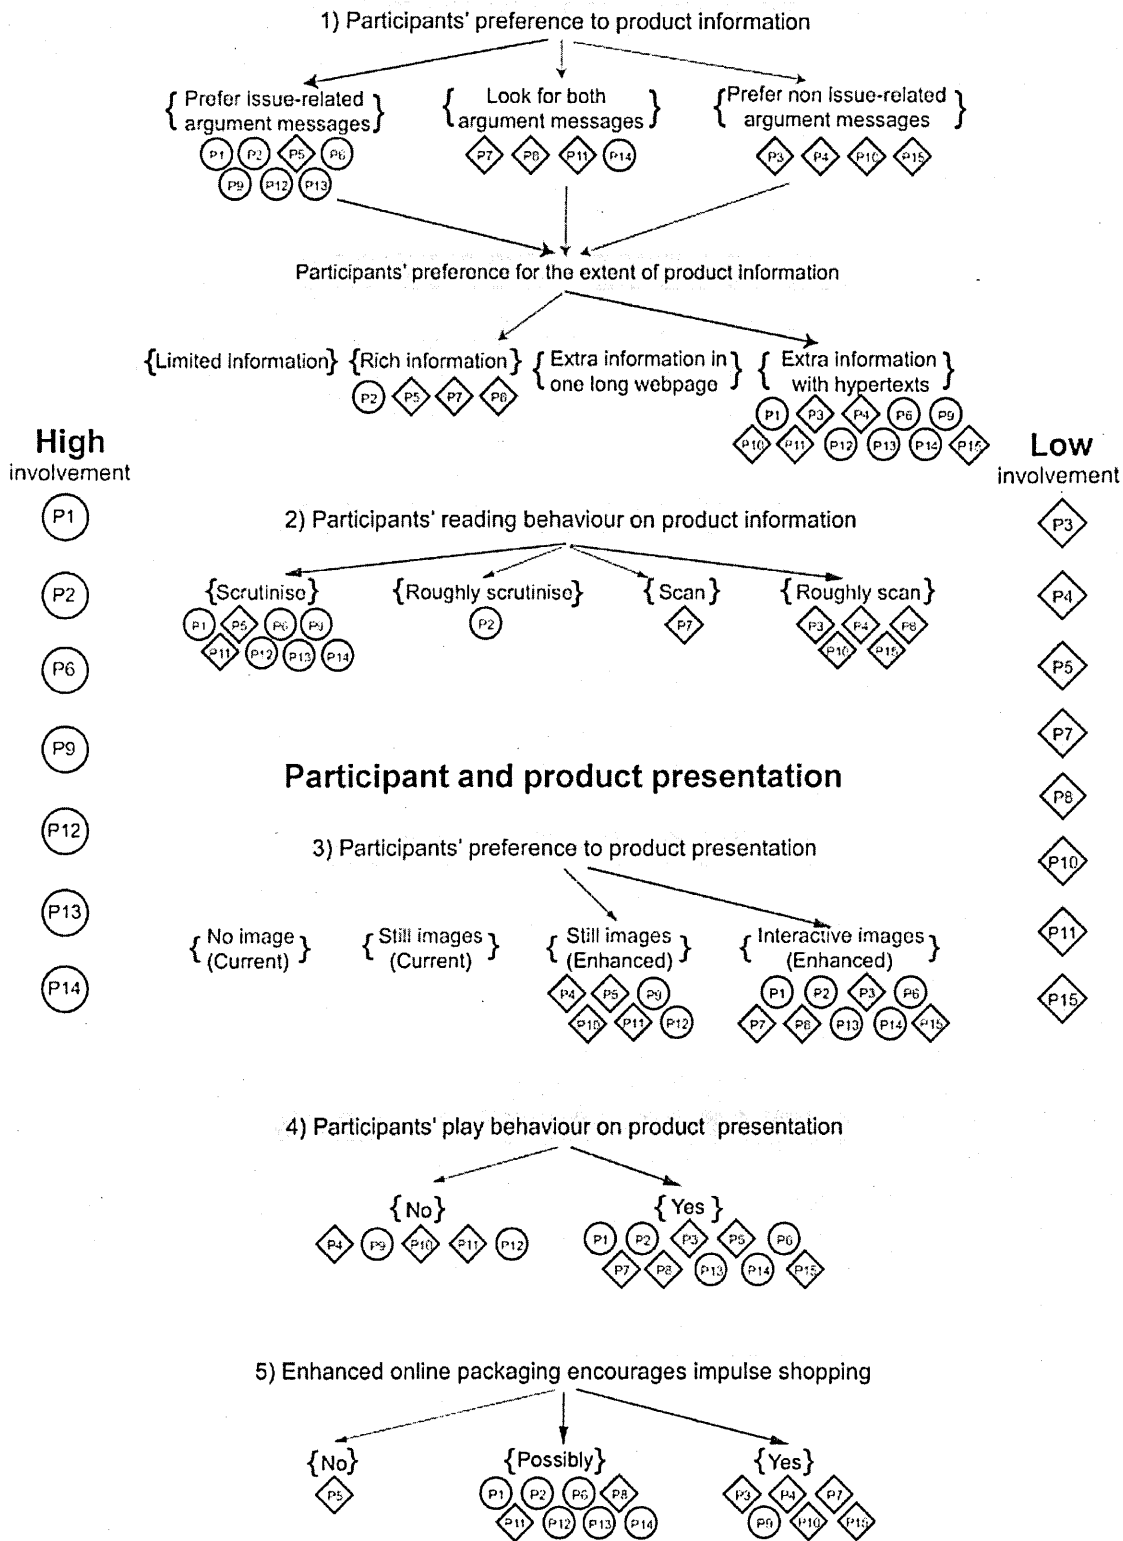 1) Participants' preference to product information
{ Prefer issue-related argument messages }
{ Look for both argument messages }
{ Prefer non issue-related argument messages }
P1 P2 P5 P6
P9 P12 P13
P7 P8 P11 P14
P3 P4 P10 P15
Participants' preference for the extent of product information
{Limited information}
{Rich information}
{ Extra information in one long webpage }
{ Extra information with hypertexts }
P2 P5 P7 P8
P1 P3 P4 P6 P9
P10 P11 P12 P13 P14 P15
High
involvement
P1
P2
P6
P9
P12
P13
P14
Low
involvement
P3
P4
P5
P7
P8
P10
P11
P15
2) Participants' reading behaviour on product information
{Scrutinise}
{Roughly scrutinise}
{Scan}
{Roughly scan}
P1 P5 P6 P9
P11 P12 P13 P14
P2
P7
P3 P4 P8
P10 P15
Participant and product presentation
3) Participants' preference to product presentation
{ No image (Current) }
{ Still images (Current) }
{ Still images (Enhanced) }
{ Interactive images (Enhanced) }
P4 P5 P9
P10 P11 P12
P1 P2 P3 P6
P7 P8 P13 P14 P15
4) Participants' play behaviour on product presentation
{No}
{Yes}
P4 P9 P10 P11 P12
P1 P2 P3 P5 P6
P7 P8 P13 P14 P15
5) Enhanced online packaging encourages impulse shopping
{No}
{Possibly}
{Yes}
P5
P1 P2 P6 P8
P11 P12 P13 P14
P3 P4 P7
P9 P10 P15